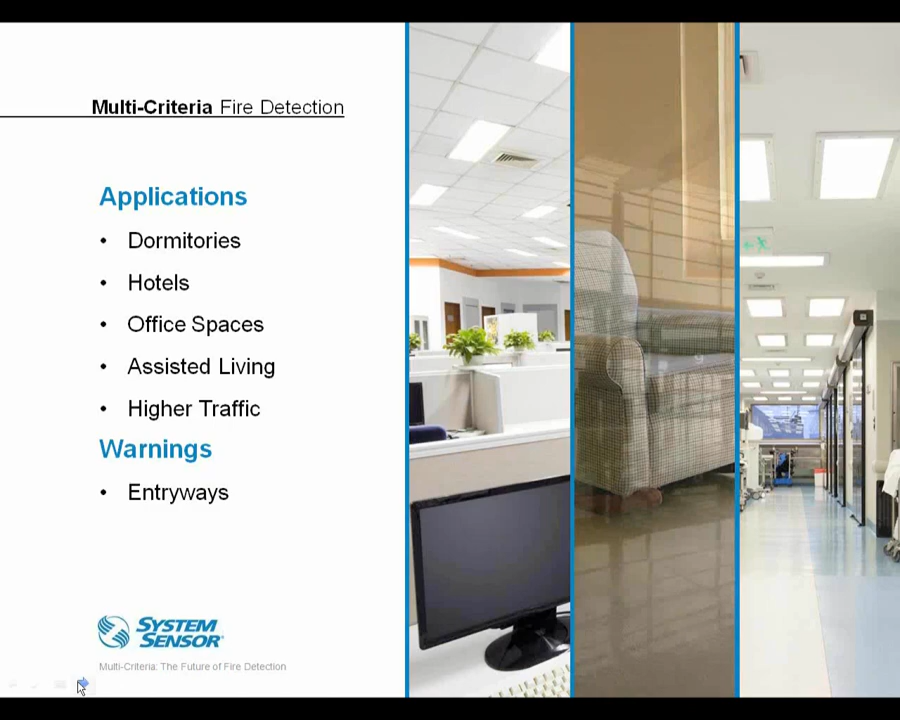 Multi-Criteria Fire Detection
Applications
• Dormitories
• Hotels
• Office Spaces
• Assisted Living
• Higher Traffic
Warnings
• Entryways
SYSTEM
SENSOR
Multi-Criteria: The Future of Fire Detection